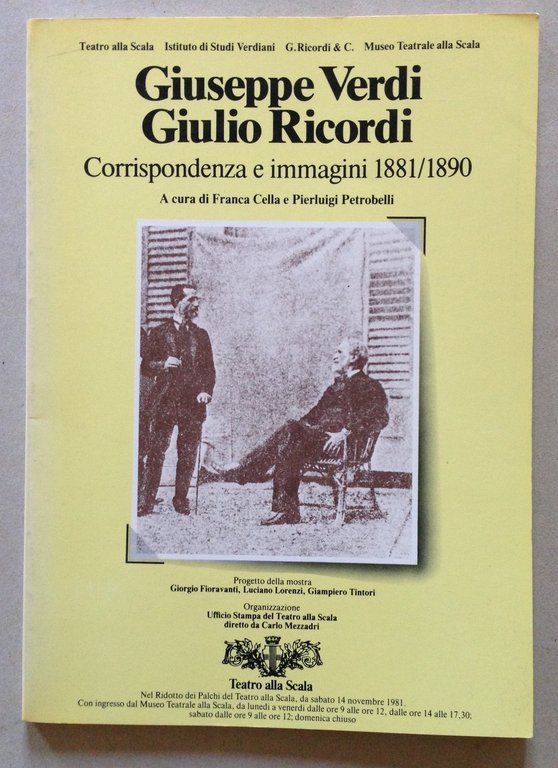 Teatro alla Scala Istituto di Studi Verdiani G. Ricordi & C. Museo Teatrale alla Scala
Giuseppe Verdi
Giulio Ricordi
Corrispondenza e immagini 1881/1890
A cura di Franca Cella e Pierluigi Petrobelli
Progetto della mostra
Giorgio Fioravanti, Luciano Lorenzi, Giampiero Tintori
Organizzazione
Ufficio Stampa del Teatro alla Scala
diretto da Carlo Mezzadri
Teatro alla Scala
Nel Ridotto dei Palchi del Teatro alla Scala, da sabato 14 novembre 1981.
Con ingresso dal Museo Teatrale alla Scala, da lunedì a venerdì dalle ore 9 alle ore 12, dalle ore 14 alle 17,30;
sabato dalle ore 9 alle ore 12; domenica chiuso